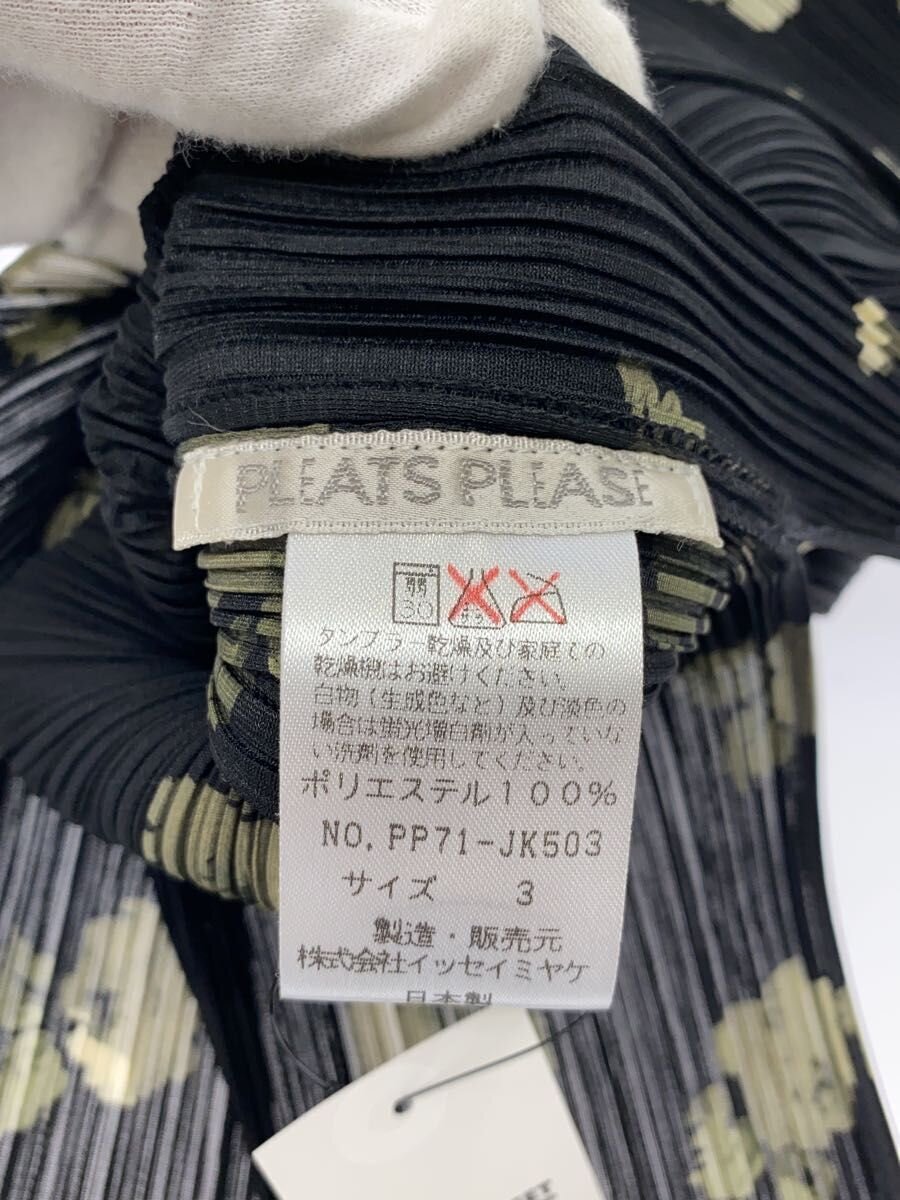 PLEATS PLEASE
弱
30
タンブラー乾燥及び家庭での
乾燥機はお避けください。
白物（生成色など）及び淡色の
場合は蛍光増白剤が入っていな
い洗剤を使用してください。
ポリエステル１００％
NO. PP71-JK503
サイズ 3
製造・販売元
株式会社イッセイミヤケ
日本製